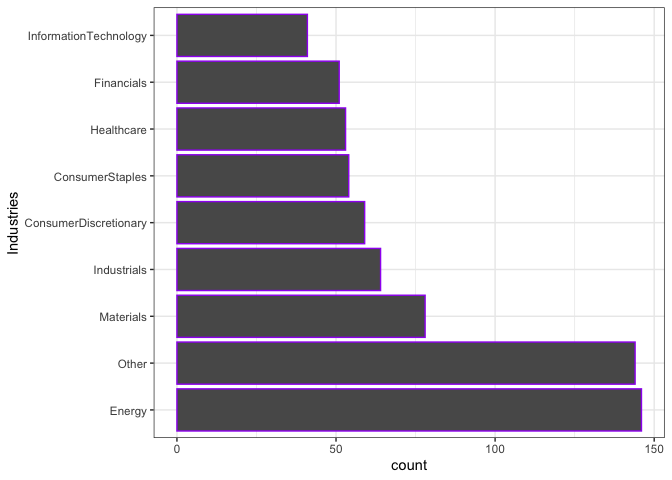 InformationTechnology
Financials
Healthcare
ConsumerStaples
ConsumerDiscretionary
Industrials
Materials
Other
Energy
Industries
0 50 100 150
count